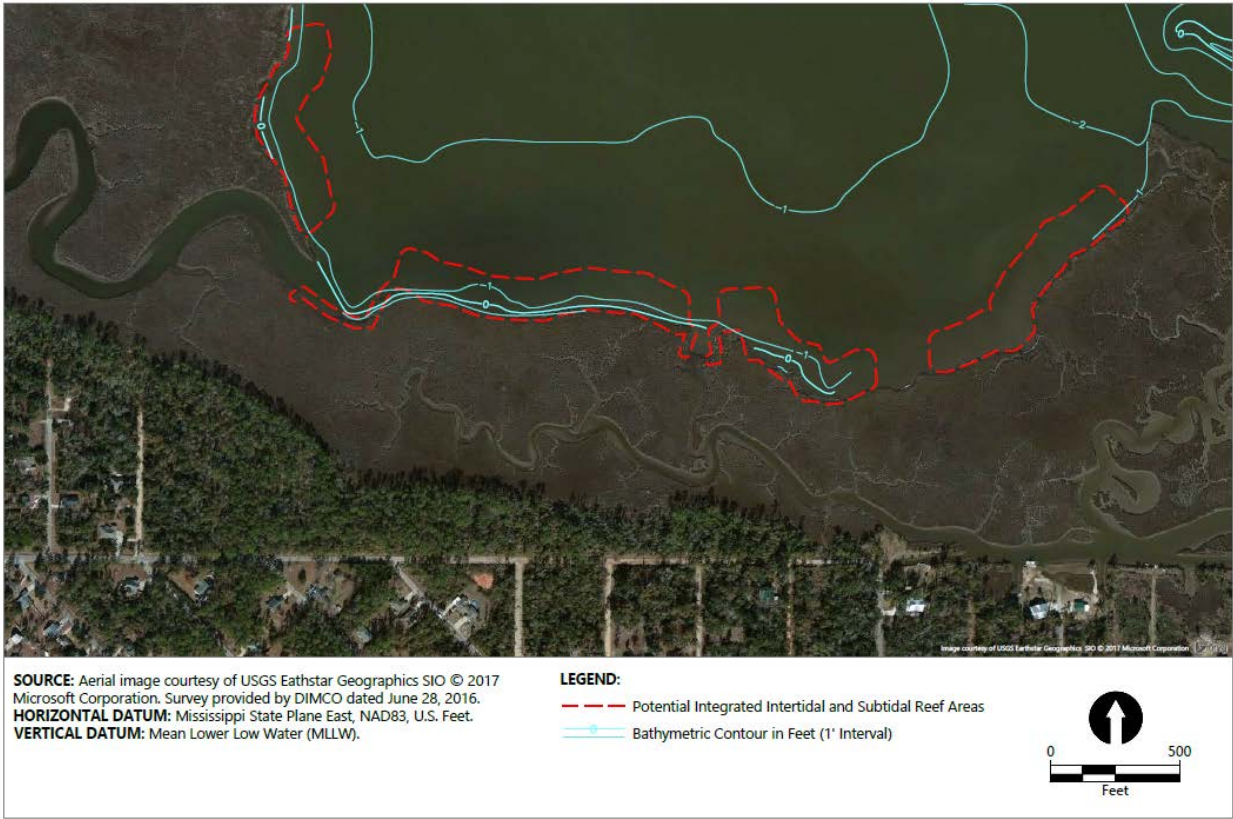 0
-1
-2
0
-1
-1
-1
0
-1
0
Image courtesy of USGS Earthstar Geographics SIO © 2017 Microsoft Corporation
SOURCE: Aerial image courtesy of USGS Eathstar Geographics SIO © 2017
Microsoft Corporation. Survey provided by DIMCO dated June 28, 2016.
HORIZONTAL DATUM: Mississippi State Plane East, NAD83, U.S. Feet.
VERTICAL DATUM: Mean Lower Low Water (MLLW).
LEGEND:
Potential Integrated Intertidal and Subtidal Reef Areas
0
Bathymetric Contour in Feet (1' Interval)
0 500
Feet